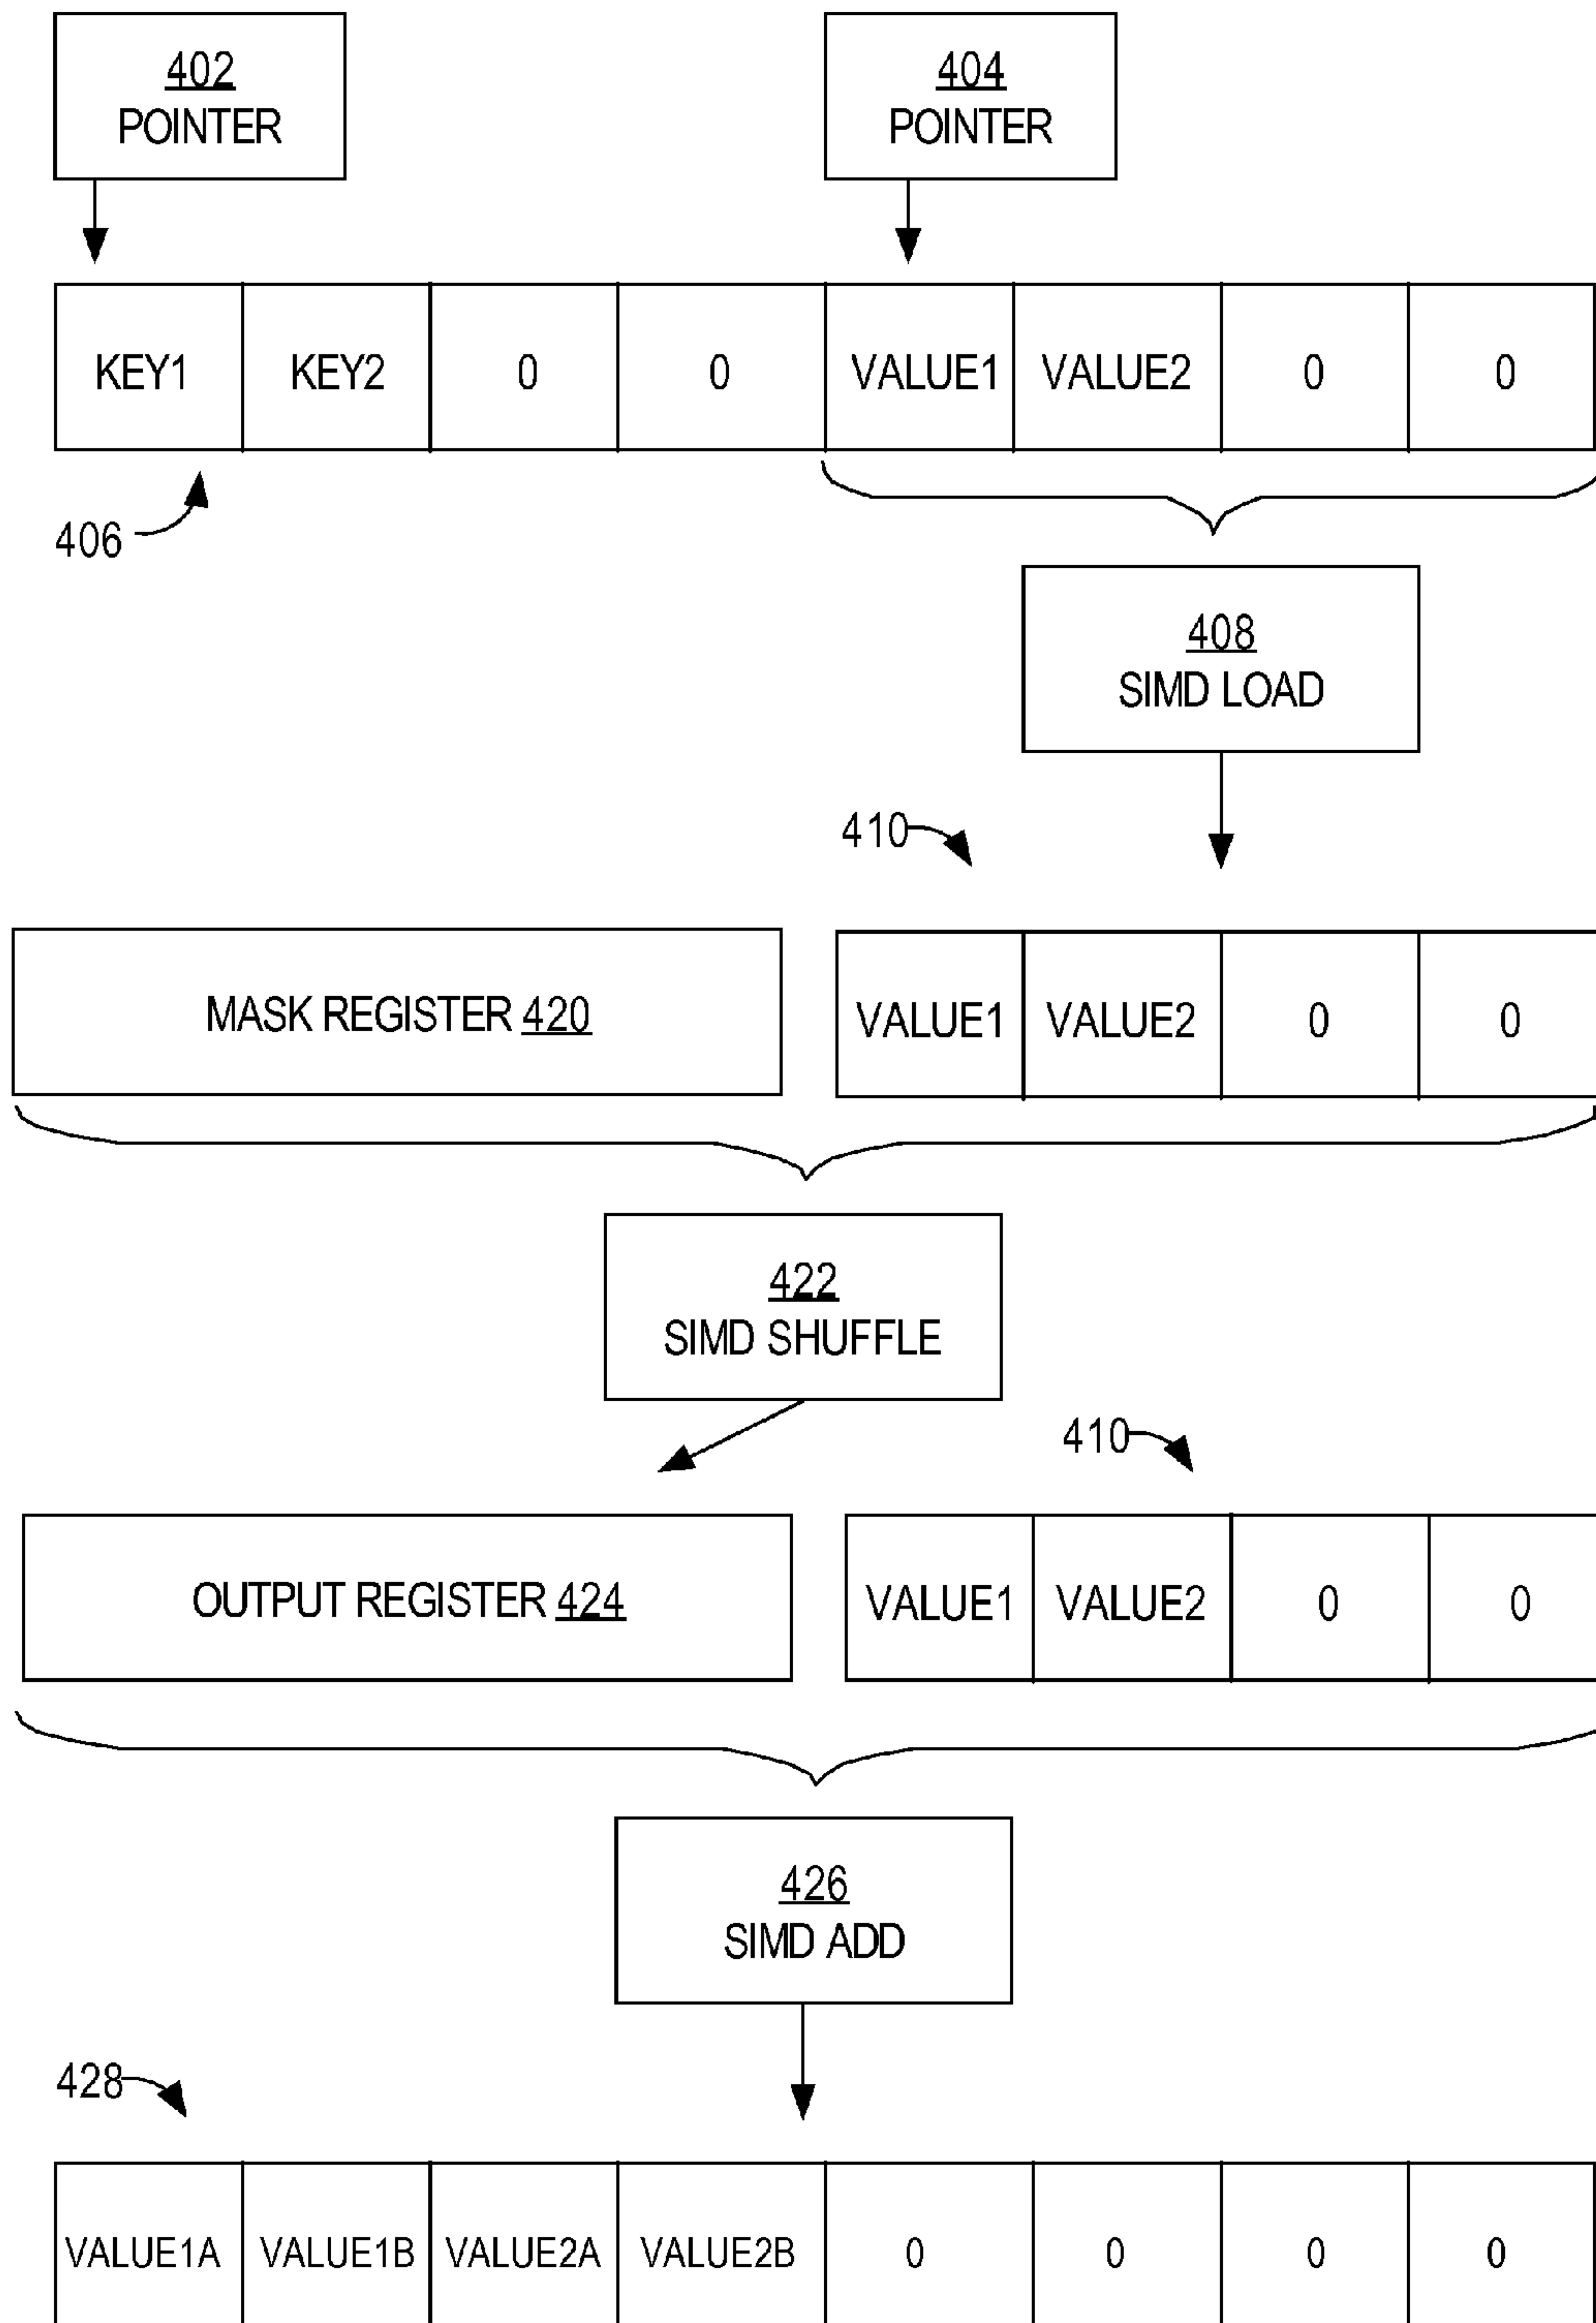 402 404
POINTER POINTER
KEY1 KEY2 0 0 VALUE1 VALUE2 0 0
406
408
SIMD LOAD
410
MASK REGISTER 420 VALUE1 VALUE2 0 0
422
SIMD SHUFFLE
410
OUTPUT REGISTER 424 VALUE1 VALUE2 0 0
426
SIMD ADD
428
VALUE1A VALUE1B VALUE2A VALUE2B 0 0 0 0